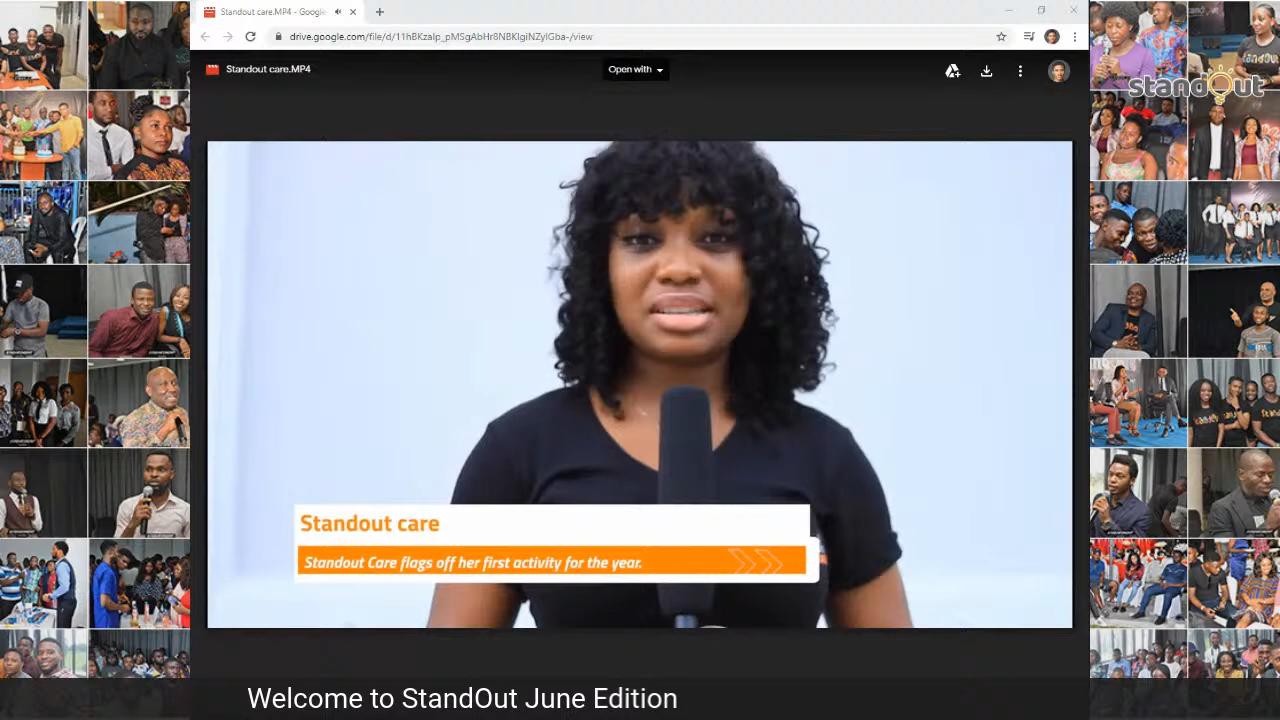 Standout care.MP4 - Google
drive.google.com/file/d/11hBKzaIp_pMSgAbHr8NBKIgiNZyIGba-/view
Standout care.MP4
Open with
standOut
Standout care
Standout Care flags off her first activity for the year.
Welcome to StandOut June Edition